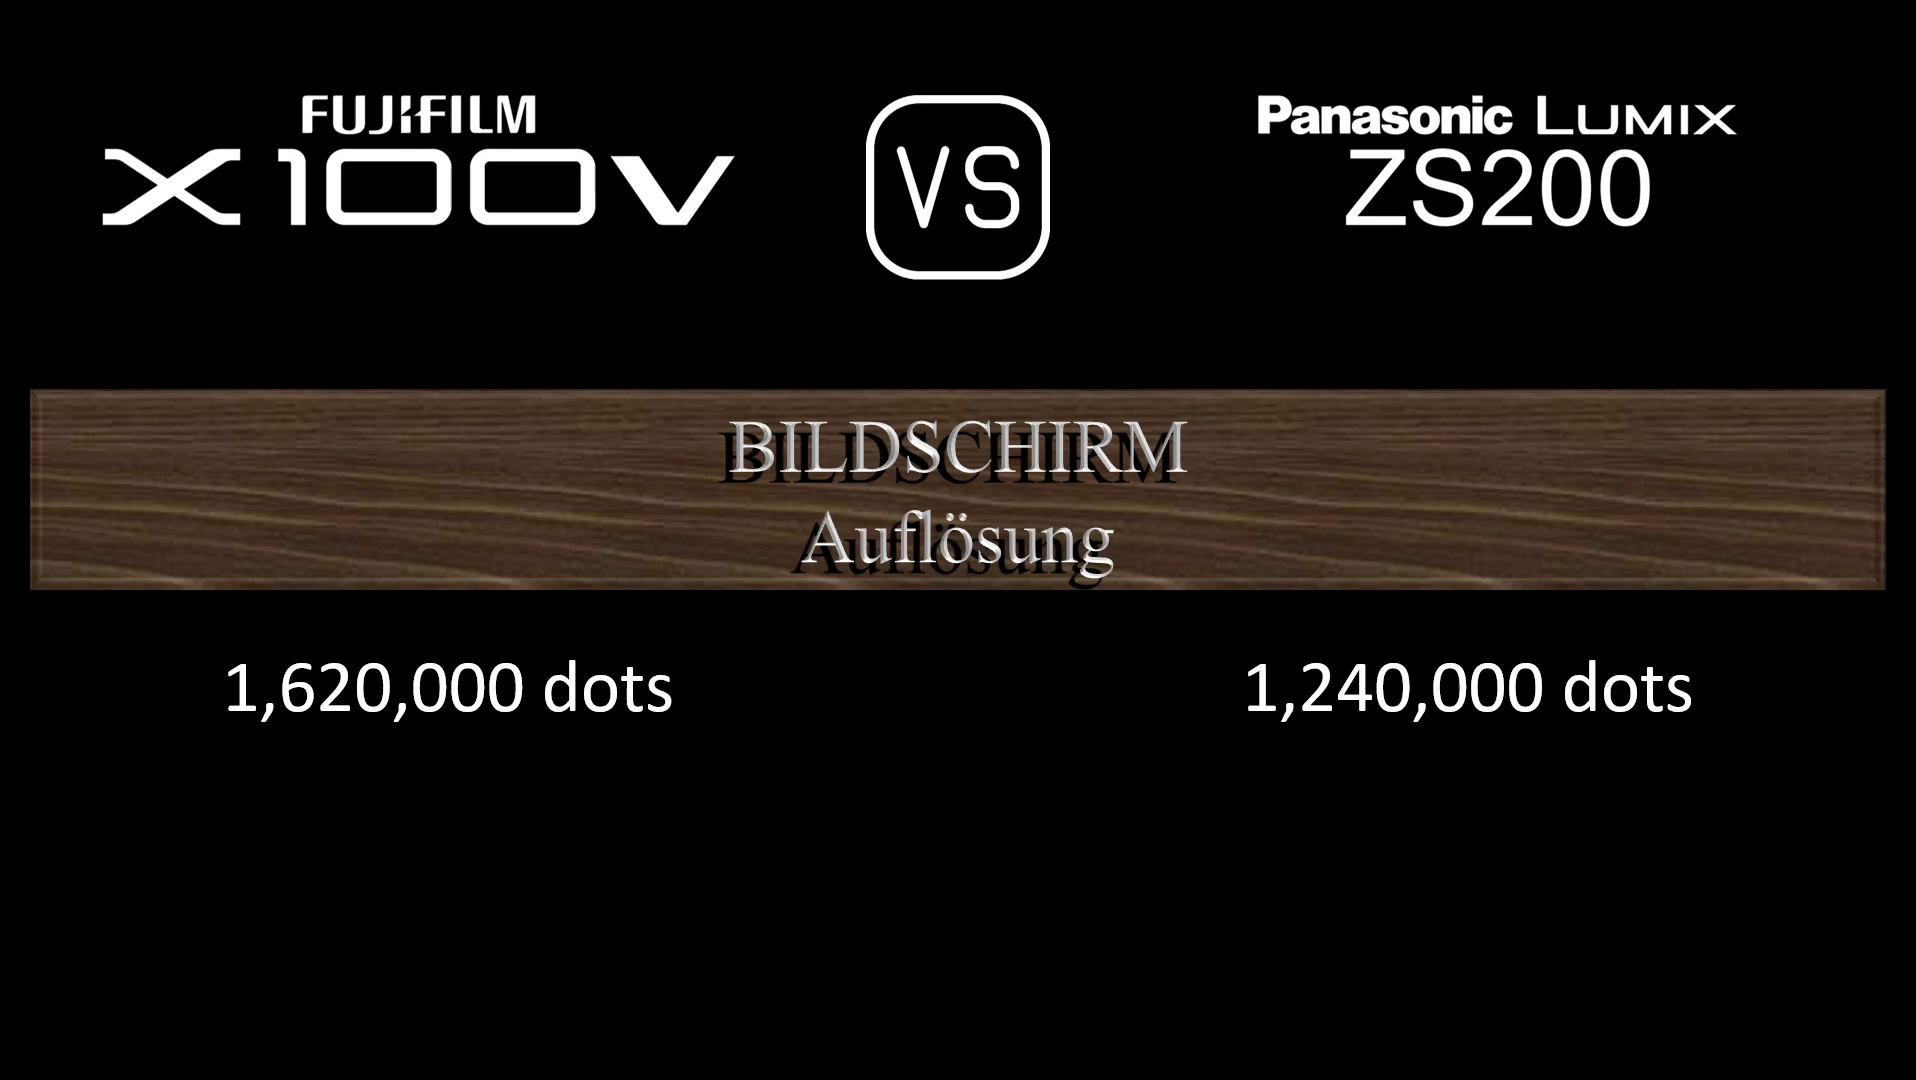 FUJIFILM
X100V
VS
Panasonic LUMIX
ZS200
BILDSCHIRM
Auflösung
1,620,000 dots
1,240,000 dots